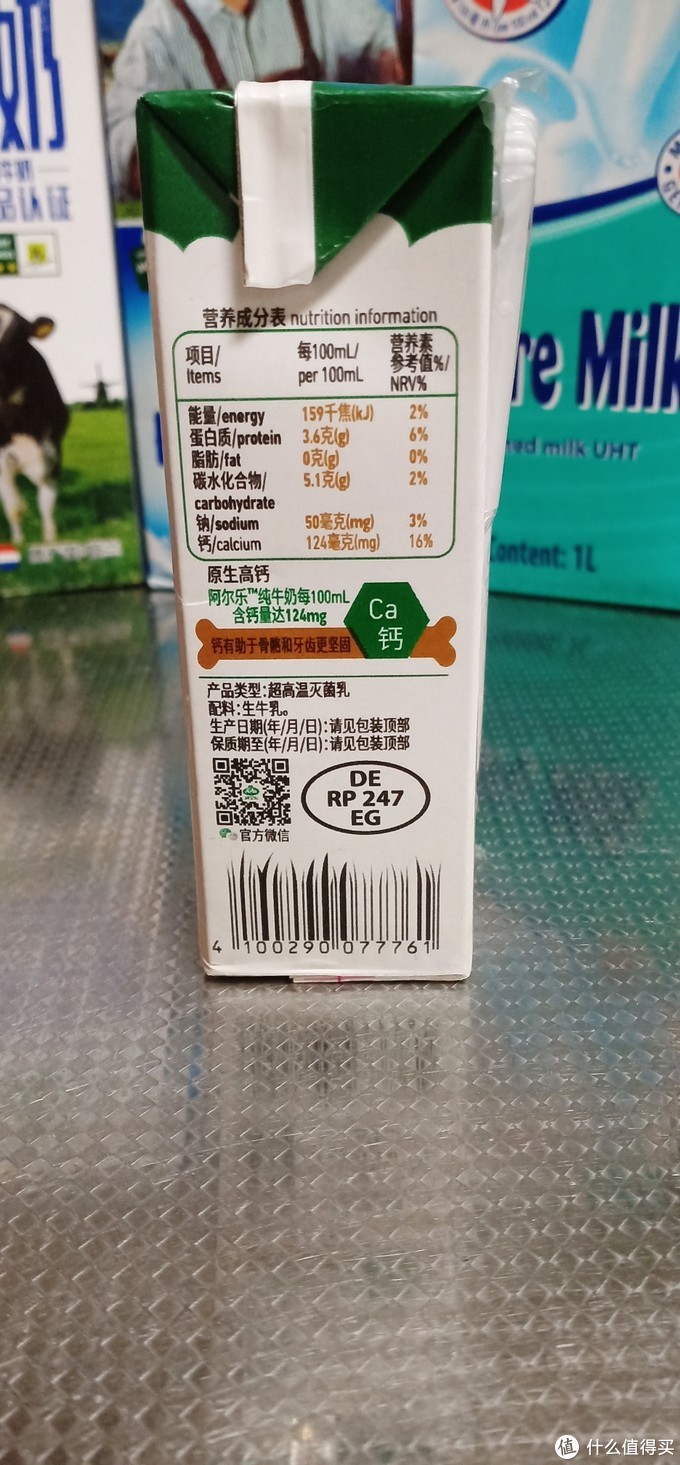 奶
牛奶
品认证
re Milk
ed milk UHT
Content: 1L
营养成分表 nutrition information
项目/
Items
每100mL/
per 100mL
营养素
参考值%/
NRV%
能量/energy 159千焦(kJ) 2%
蛋白质/protein 3.6克(g) 6%
脂肪/fat 0克(g) 0%
碳水化合物/ 5.1克(g) 2%
carbohydrate
钠/sodium 50毫克(mg) 3%
钙/calcium 124毫克(mg) 16%
原生高钙
阿尔乐™纯牛奶每100mL
含钙量达124mg
Ca
钙
钙有助于骨骼和牙齿更坚固
产品类型:超高温灭菌乳
配料:生牛乳。
生产日期(年/月/日):请见包装顶部
保质期至(年/月/日):请见包装顶部
官方微信
DE
RP 247
EG
4 100290 077761
值 什么值得买